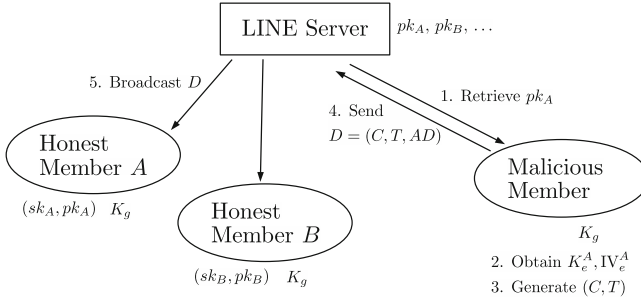 LINE Server
pk_A, pk_B, ...
5. Broadcast D
1. Retrieve pk_A
4. Send
D = (C, T, AD)
Honest
Member A
(sk_A, pk_A) K_g
Honest
Member B
(sk_B, pk_B) K_g
Malicious
Member
K_g
2. Obtain K_e^A, IV_e^A
3. Generate (C, T)